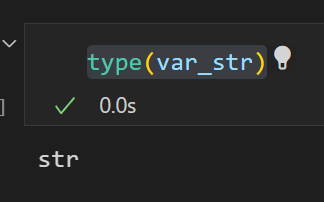 type(var_str)
]
0.0s
str